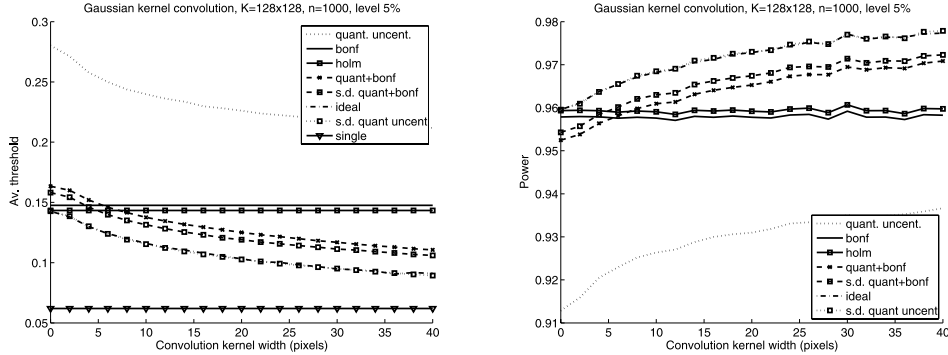 Gaussian kernel convolution, K=128x128, n=1000, level 5%
0.3
0.25
0.2
0.15
0.1
0.05
Av. threshold
quant. uncent.
bonf
holm
quant+bonf
s.d. quant+bonf
ideal
s.d. quant uncent
single
0 5 10 15 20 25 30 35 40
Convolution kernel width (pixels)
Gaussian kernel convolution, K=128x128, n=1000, level 5%
0.98
0.97
0.96
0.95
0.94
0.93
0.92
0.91
Power
quant. uncent.
bonf
holm
quant+bonf
s.d. quant+bonf
ideal
s.d. quant uncent
0 5 10 15 20 25 30 35 40
Convolution kernel width (pixels)